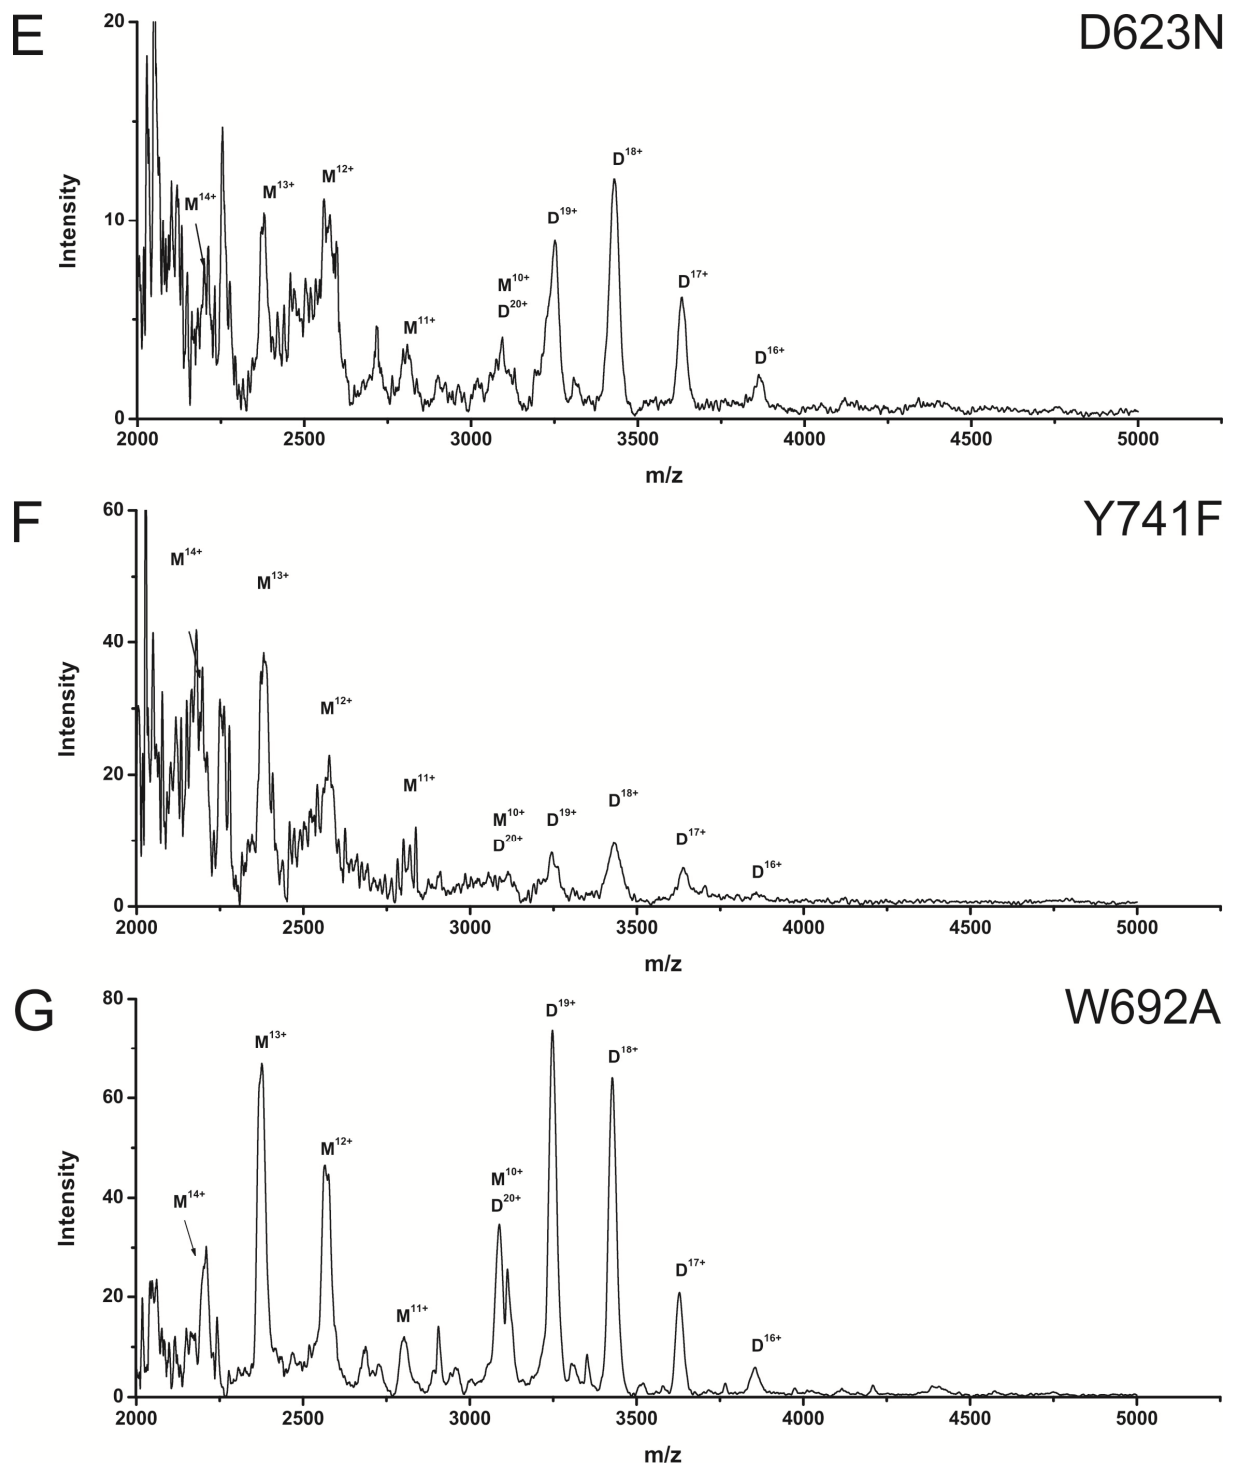 E
D623N
20
10
0
Intensity
M14+
M13+
M12+
M11+
M10+
D20+
D19+
D18+
D17+
D16+
2000 2500 3000 3500 4000 4500 5000
m/z
F
Y741F
60
40
20
0
Intensity
M14+
M13+
M12+
M11+
M10+
D20+
D19+
D18+
D17+
D16+
2000 2500 3000 3500 4000 4500 5000
m/z
G
W692A
80
60
40
20
0
Intensity
M14+
M13+
M12+
M11+
M10+
D20+
D19+
D18+
D17+
D16+
2000 2500 3000 3500 4000 4500 5000
m/z